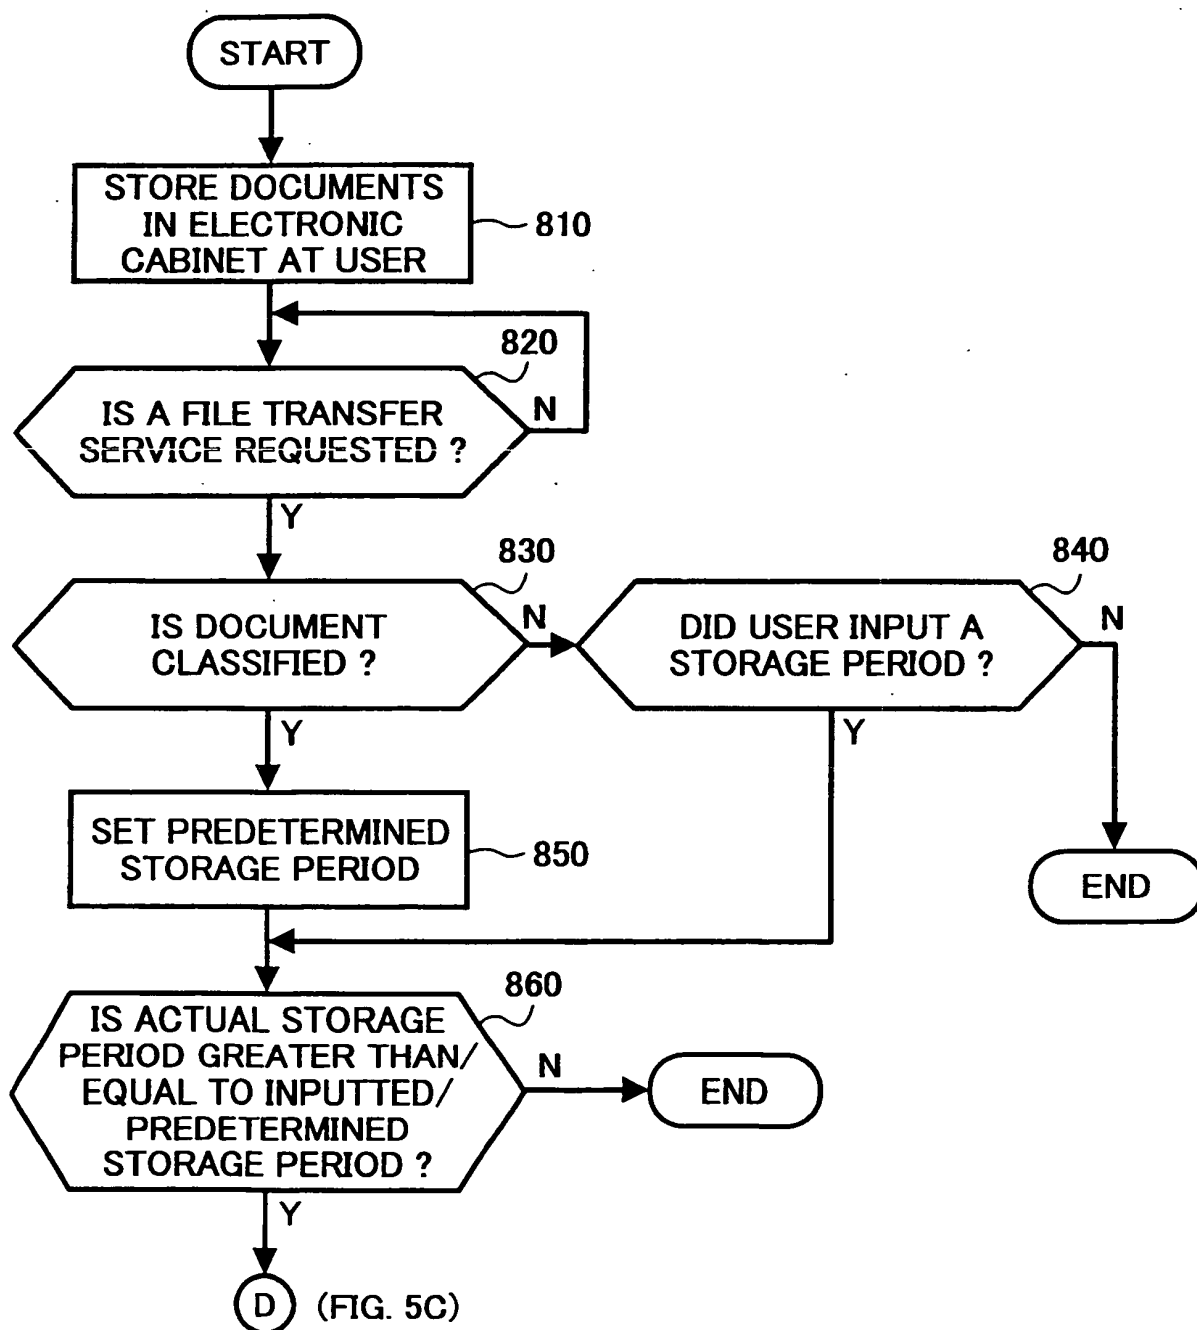 START
STORE DOCUMENTS
IN ELECTRONIC
CABINET AT USER
810
820
IS A FILE TRANSFER
SERVICE REQUESTED ?
N
Y
830
IS DOCUMENT
CLASSIFIED ?
N
Y
840
DID USER INPUT A
STORAGE PERIOD ?
N
Y
SET PREDETERMINED
STORAGE PERIOD
850
END
860
IS ACTUAL STORAGE
PERIOD GREATER THAN/
EQUAL TO INPUTTED/
PREDETERMINED
STORAGE PERIOD ?
N
END
Y
D (FIG. 5C)